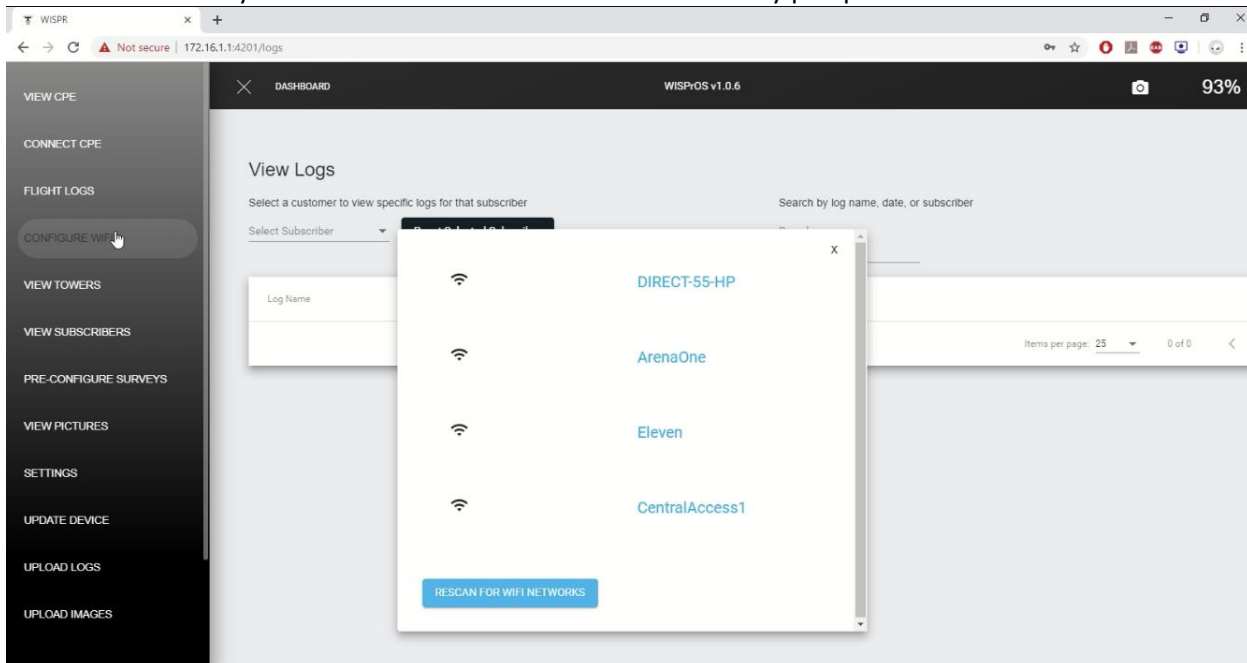 WISPR
Not secure | 172.16.1.1:4201/logs
DASHBOARD
WISPrOS v1.0.6
93%
VIEW CPE
CONNECT CPE
FLIGHT LOGS
CONFIGURE WIFI
VIEW TOWERS
VIEW SUBSCRIBERS
PRE-CONFIGURE SURVEYS
VIEW PICTURES
SETTINGS
UPDATE DEVICE
UPLOAD LOGS
UPLOAD IMAGES
View Logs
Select a customer to view specific logs for that subscriber
Search by log name, date, or subscriber
Select Subscriber
Log Name
Items per page: 25
0 of 0
X
DIRECT-55-HP
ArenaOne
Eleven
CentralAccess1
RESCAN FOR WIFI NETWORKS